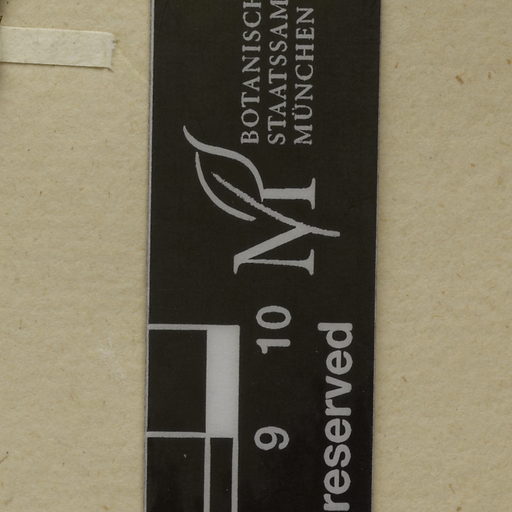 BOTANISCH
STAATSSAM
MÜNCHEN
M
9 10
reserved